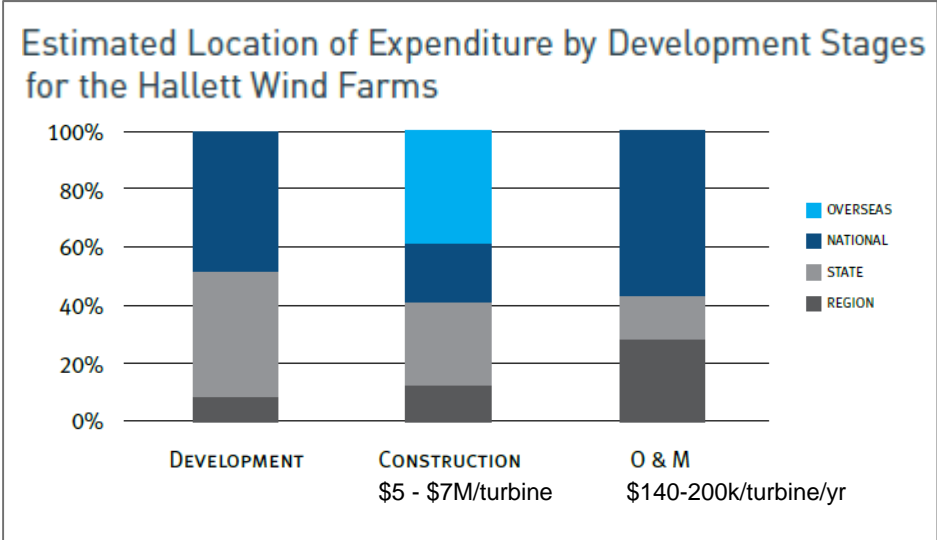 Estimated Location of Expenditure by Development Stages
for the Hallett Wind Farms
100%
80%
60%
40%
20%
0%
OVERSEAS
NATIONAL
STATE
REGION
DEVELOPMENT
CONSTRUCTION
O & M
$5 - $7M/turbine
$140-200k/turbine/yr